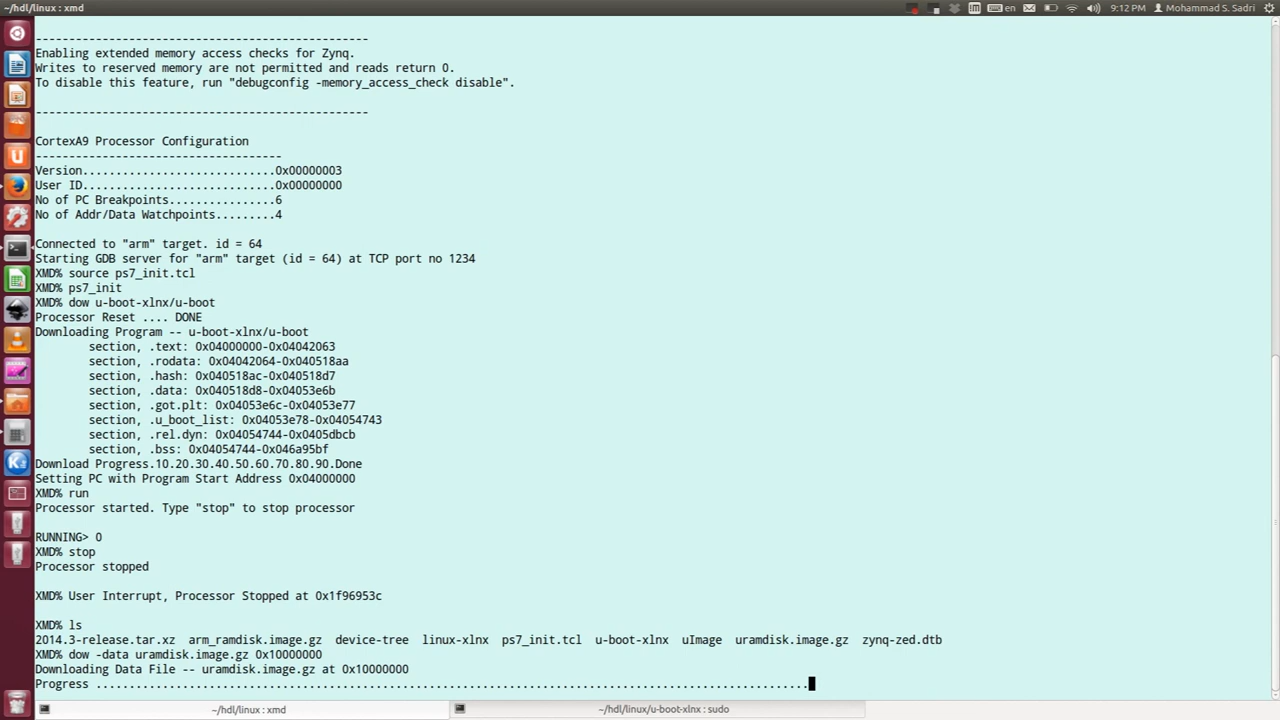 ~/hdl/linux : xmd
en
9:12 PM
Mohammad S. Sadri
--------------------------------------------------
Enabling extended memory access checks for Zynq.
Writes to reserved memory are not permitted and reads return 0.
To disable this feature, run "debugconfig -memory_access_check disable".
--------------------------------------------------
CortexA9 Processor Configuration
-------------------------------------
Version.............................0x00000003
User ID.............................0x00000000
No of PC Breakpoints................6
No of Addr/Data Watchpoints.........4
Connected to "arm" target. id = 64
Starting GDB server for "arm" target (id = 64) at TCP port no 1234
XMD% source ps7_init.tcl
XMD% ps7_init
XMD% dow u-boot-xlnx/u-boot
Processor Reset .... DONE
Downloading Program -- u-boot-xlnx/u-boot
section, .text: 0x04000000-0x04042063
section, .rodata: 0x04042064-0x040518aa
section, .hash: 0x040518ac-0x040518d7
section, .data: 0x040518d8-0x04053e6b
section, .got.plt: 0x04053e6c-0x04053e77
section, .u_boot_list: 0x04053e78-0x04054743
section, .rel.dyn: 0x04054744-0x0405dbcb
section, .bss: 0x04054744-0x046a95bf
Download Progress.10.20.30.40.50.60.70.80.90.Done
Setting PC with Program Start Address 0x04000000
XMD% run
Processor started. Type "stop" to stop processor
RUNNING> 0
XMD% stop
Processor stopped
XMD% User Interrupt, Processor Stopped at 0x1f96953c
XMD% ls
2014.3-release.tar.xz arm_ramdisk.image.gz device-tree linux-xlnx ps7_init.tcl u-boot-xlnx uImage uramdisk.image.gz zynq-zed.dtb
XMD% dow -data uramdisk.image.gz 0x10000000
Downloading Data File -- uramdisk.image.gz at 0x10000000
Progress ...........................................................................................................
~/hdl/linux : xmd
~/hdl/linux/u-boot-xlnx : sudo